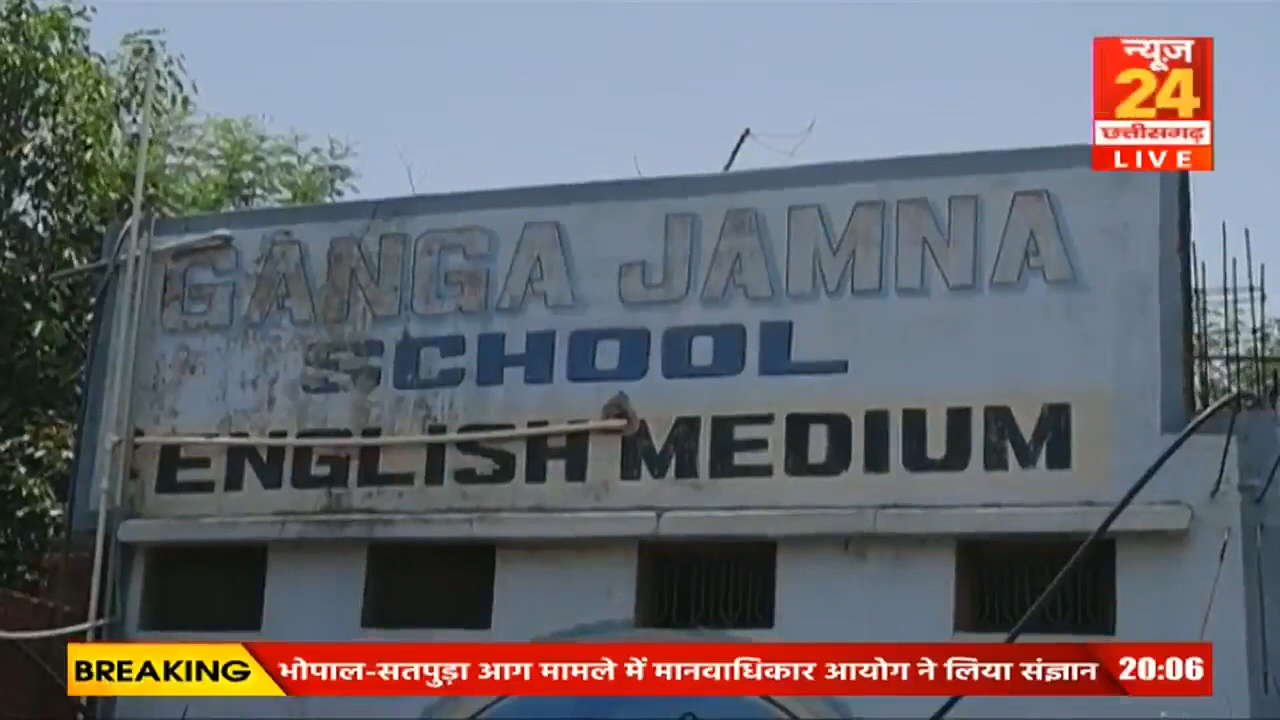 न्यूज़
24
छत्तीसगढ़
LIVE
GANGA JAMNA
SCHOOL
ENGLISH MEDIUM
BREAKING भोपाल-सतपुड़ा आग मामले में मानवाधिकार आयोग ने लिया संज्ञान 20:06